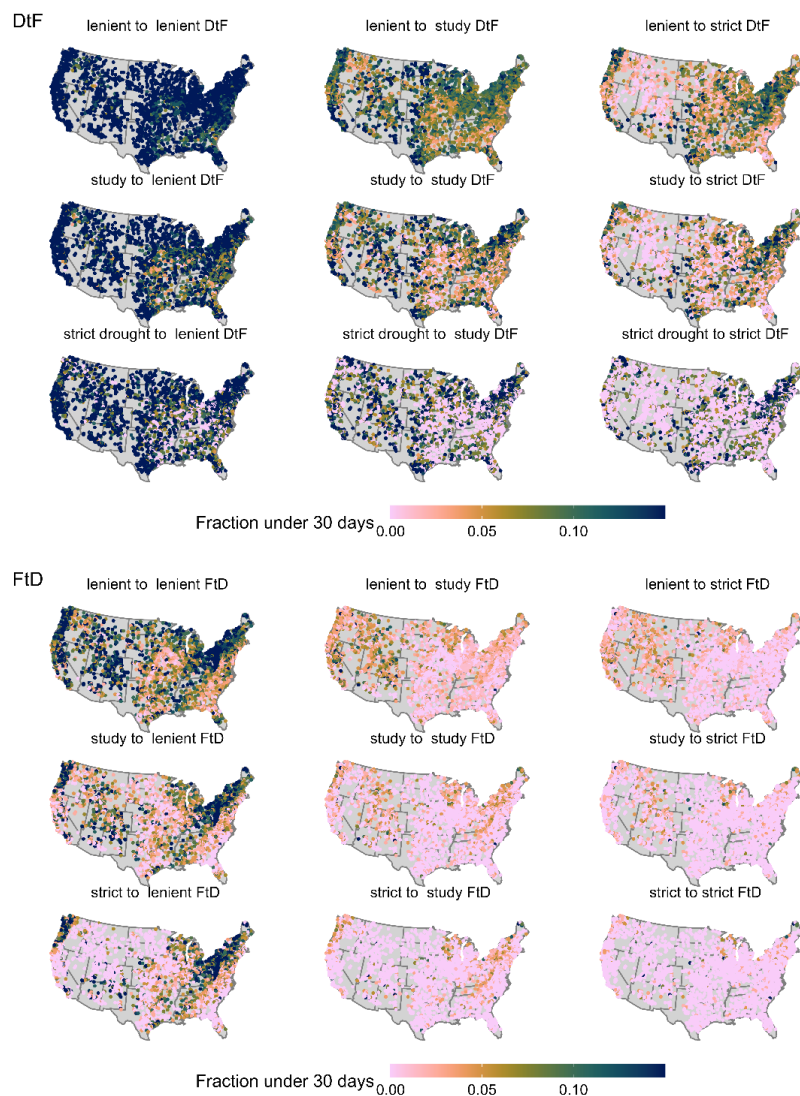 DtF
lenient to lenient DtF
lenient to study DtF
lenient to strict DtF
study to lenient DtF
study to study DtF
study to strict DtF
strict drought to lenient DtF
strict drought to study DtF
strict drought to strict DtF
Fraction under 30 days
0.00 0.05 0.10
FtD
lenient to lenient FtD
lenient to study FtD
lenient to strict FtD
study to lenient FtD
study to study FtD
study to strict FtD
strict to lenient FtD
strict to study FtD
strict to strict FtD
Fraction under 30 days
0.00 0.05 0.10